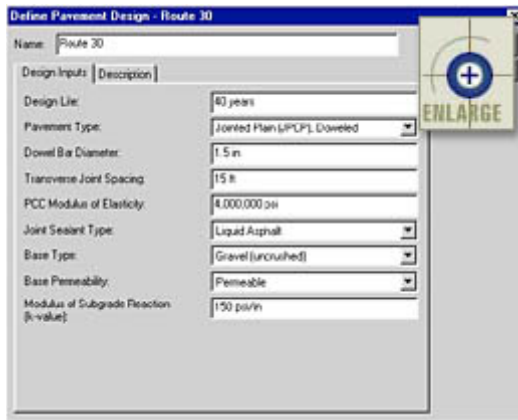 Define Pavement Design - Route 30
Name: Route 30
ENLARGE
Design Inputs Description
Design Life: 40 years
Pavement Type: Jointed Plain (JPCP), Doweled
Dowel Bar Diameter: 1.5 in
Transverse Joint Spacing: 15 ft
PCC Modulus of Elasticity: 4,000,000 psi
Joint Sealant Type: Liquid Asphalt
Base Type: Gravel (uncrushed)
Base Permeability: Permeable
Modulus of Subgrade Reaction
(k-value): 150 psi/in